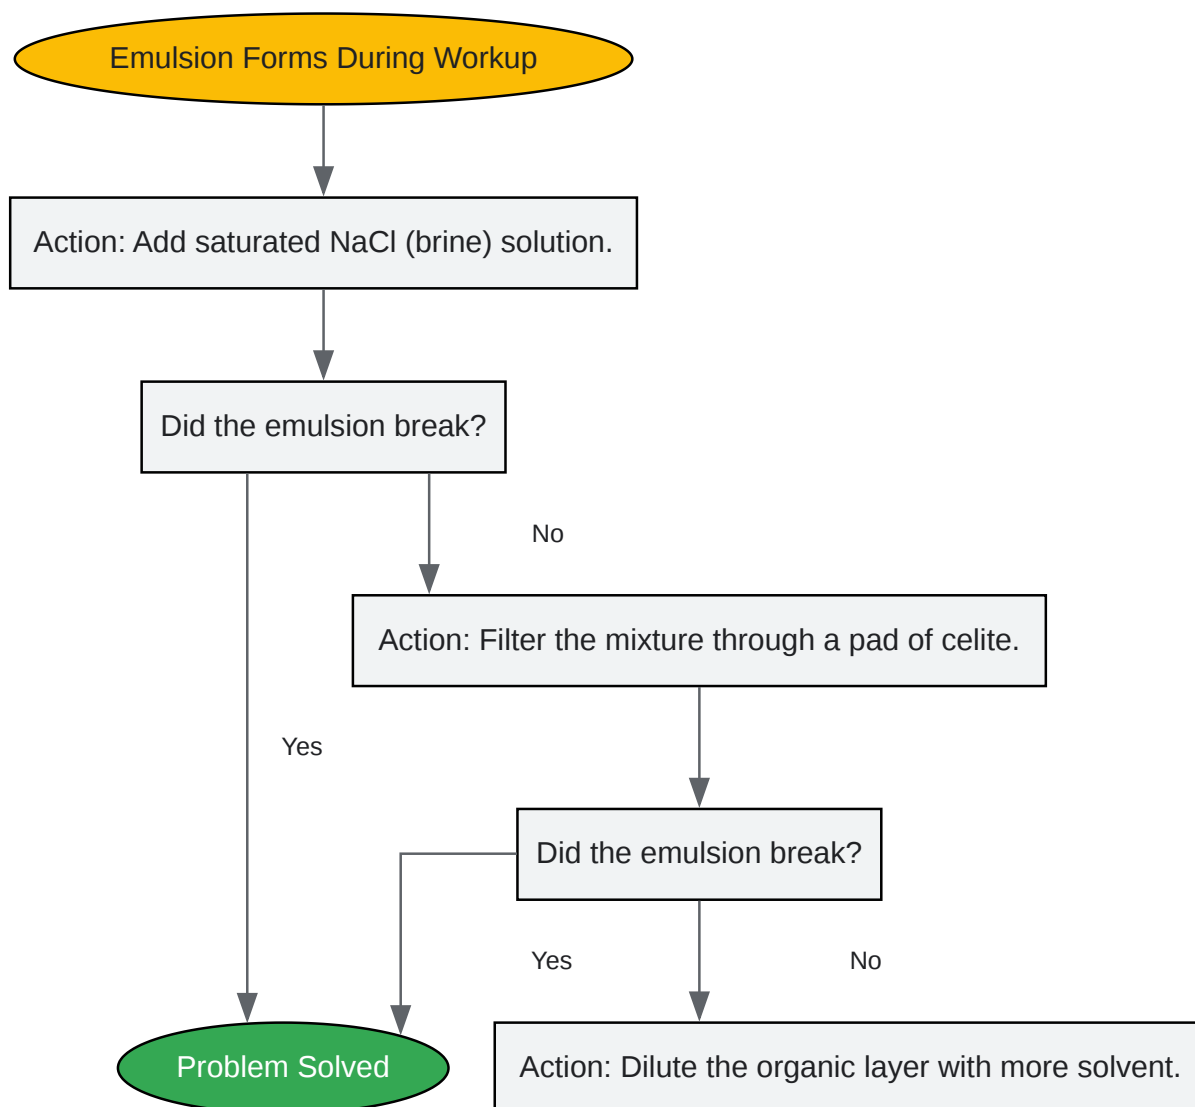 Emulsion Forms During Workup
Action: Add saturated NaCl (brine) solution.
Did the emulsion break?
No
Action: Filter the mixture through a pad of celite.
Yes
Did the emulsion break?
Yes
No
Problem Solved
Action: Dilute the organic layer with more solvent.